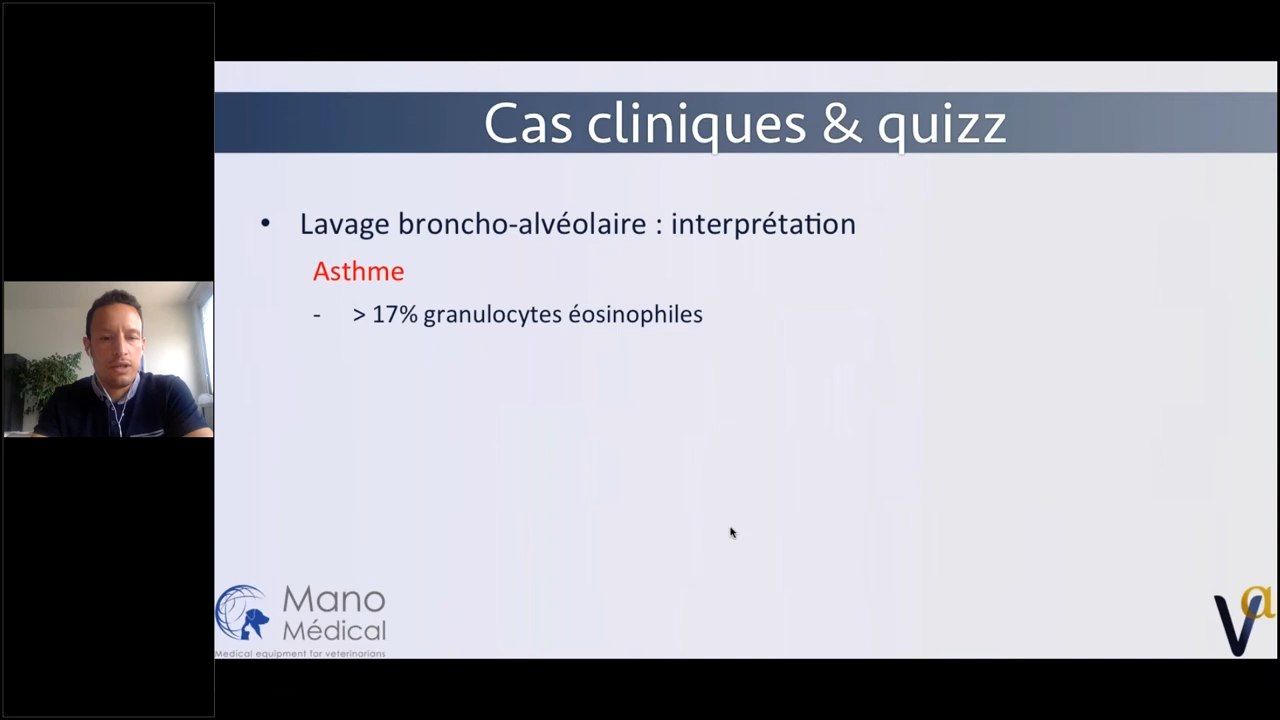 Cas cliniques & quizz
• Lavage broncho-alvéolaire : interprétation
Asthme
- > 17% granulocytes éosinophiles
Mano
Médical
Medical equipment for veterinarians
V@